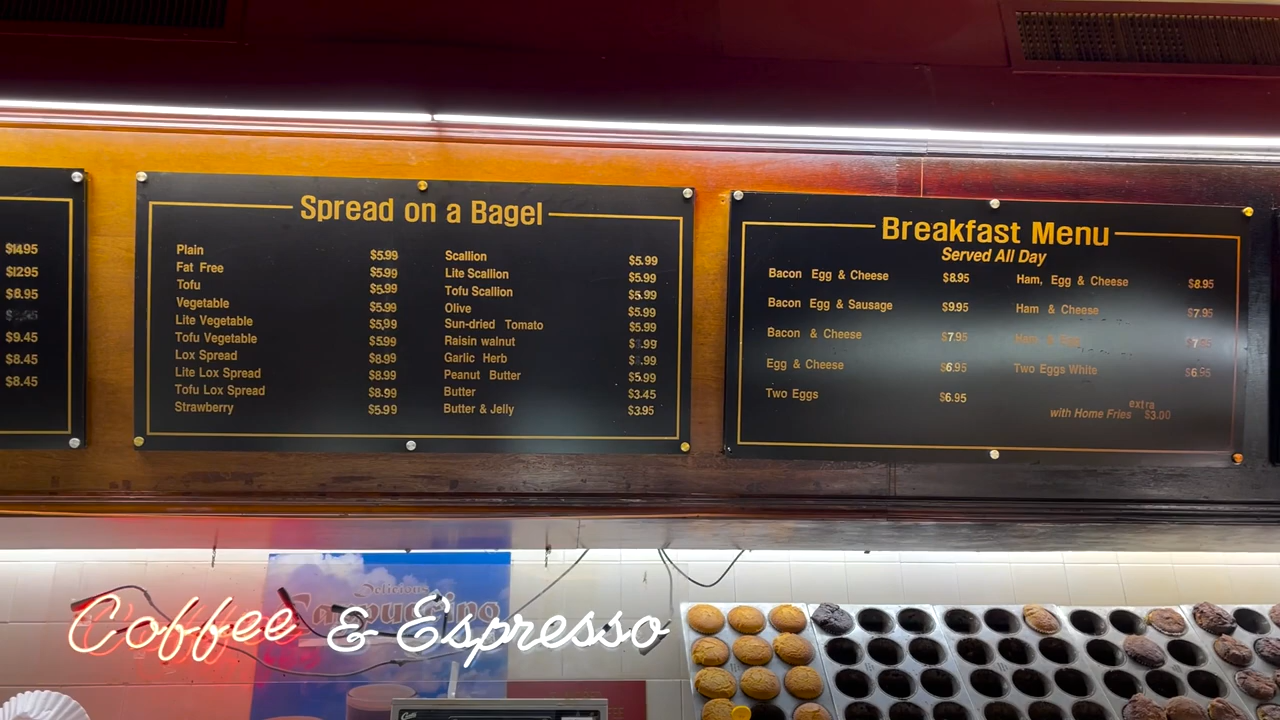 $14.95
$12.95
$8.95
$9.45
$8.45
$8.45
Spread on a Bagel
Plain $5.99
Fat Free $5.99
Tofu $5.99
Vegetable $5.99
Lite Vegetable $5.99
Tofu Vegetable $5.99
Lox Spread $8.99
Lite Lox Spread $8.99
Tofu Lox Spread $8.99
Strawberry $5.99
Scallion $5.99
Lite Scallion
Tofu Scallion $5.99
Olive $5.99
Sun-dried Tomato $5.99
Raisin walnut
Garlic Herb
Peanut Butter $5.99
Butter $3.45
Butter & Jelly $3.95
Breakfast Menu
Served All Day
Bacon Egg & Cheese $8.95
Bacon Egg & Sausage $9.95
Bacon & Cheese $7.95
Egg & Cheese $6.95
Two Eggs $6.95
Ham, Egg & Cheese $8.95
Ham & Cheese $7.95
Two Eggs White $6.95
extra
with Home Fries $3.00
Delicious
Cappuccino
Coffee & Espresso